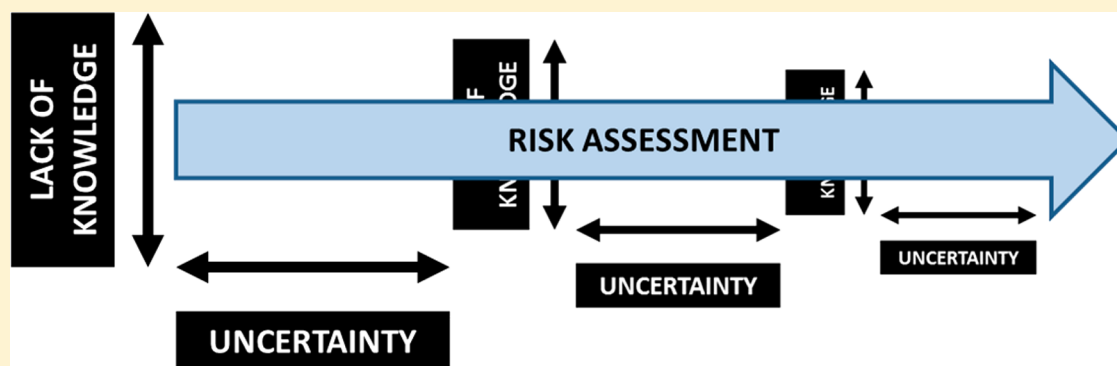 LACK OF
KNOWLEDGE
RISK ASSESSMENT
UNCERTAINTY
UNCERTAINTY
UNCERTAINTY